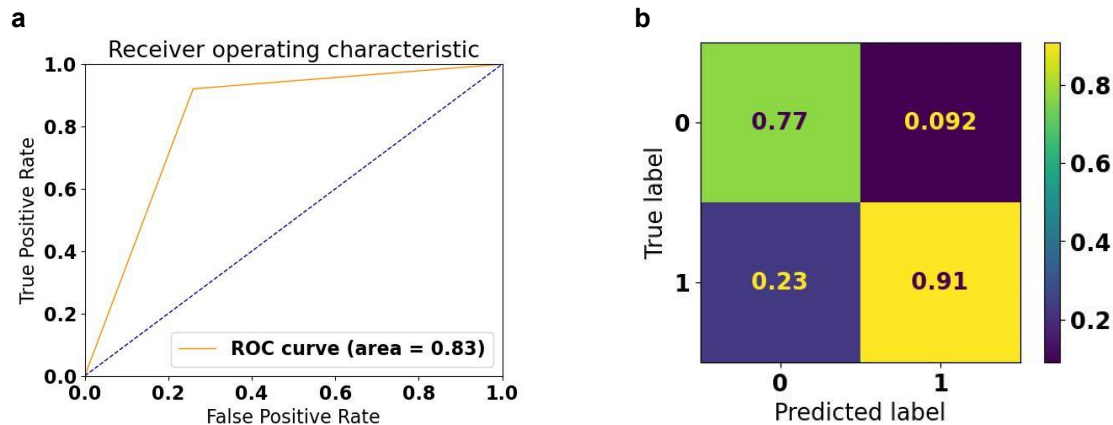 a
Receiver operating characteristic
1.0
0.8
0.6
0.4
0.2
0.0
True Positive Rate
ROC curve (area = 0.83)
0.0 0.2 0.4 0.6 0.8 1.0
False Positive Rate
b
0 0.77 0.092
1 0.23 0.91
True label
0 1
Predicted label
0.8
0.6
0.4
0.2